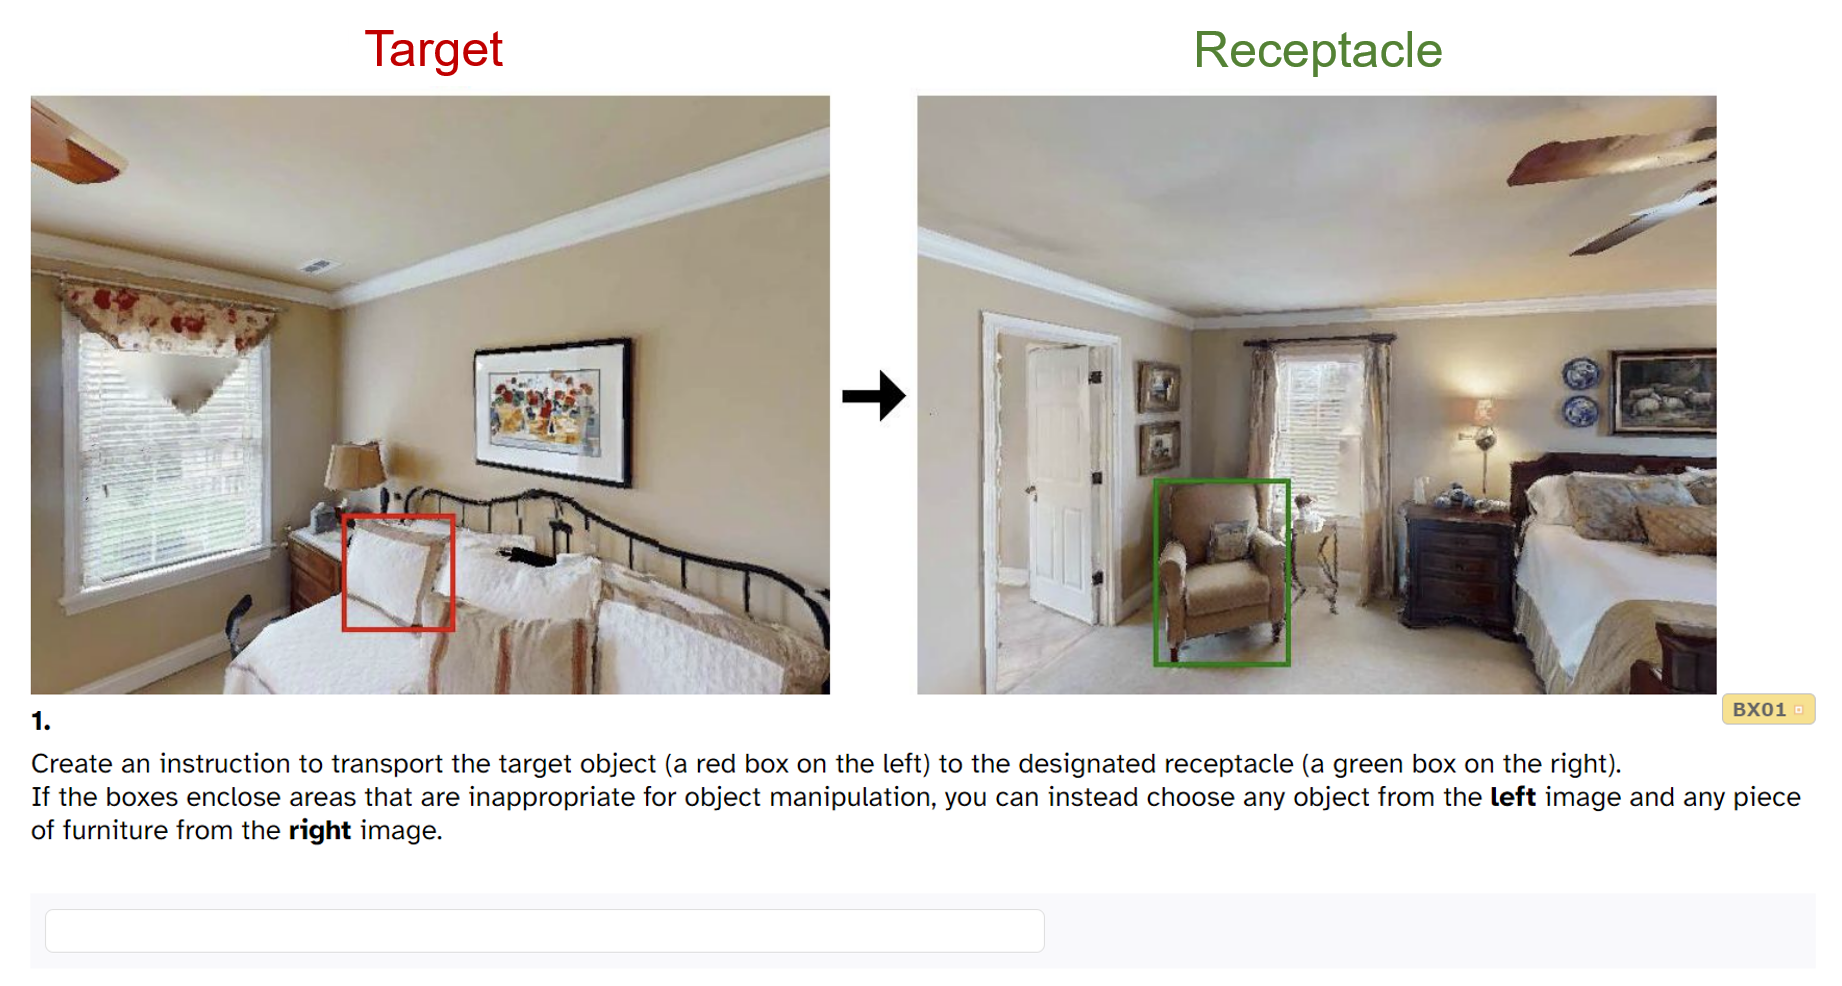 Target
Receptacle
BX01
1.
Create an instruction to transport the target object (a red box on the left) to the designated receptacle (a green box on the right).
If the boxes enclose areas that are inappropriate for object manipulation, you can instead choose any object from the left image and any piece
of furniture from the right image.